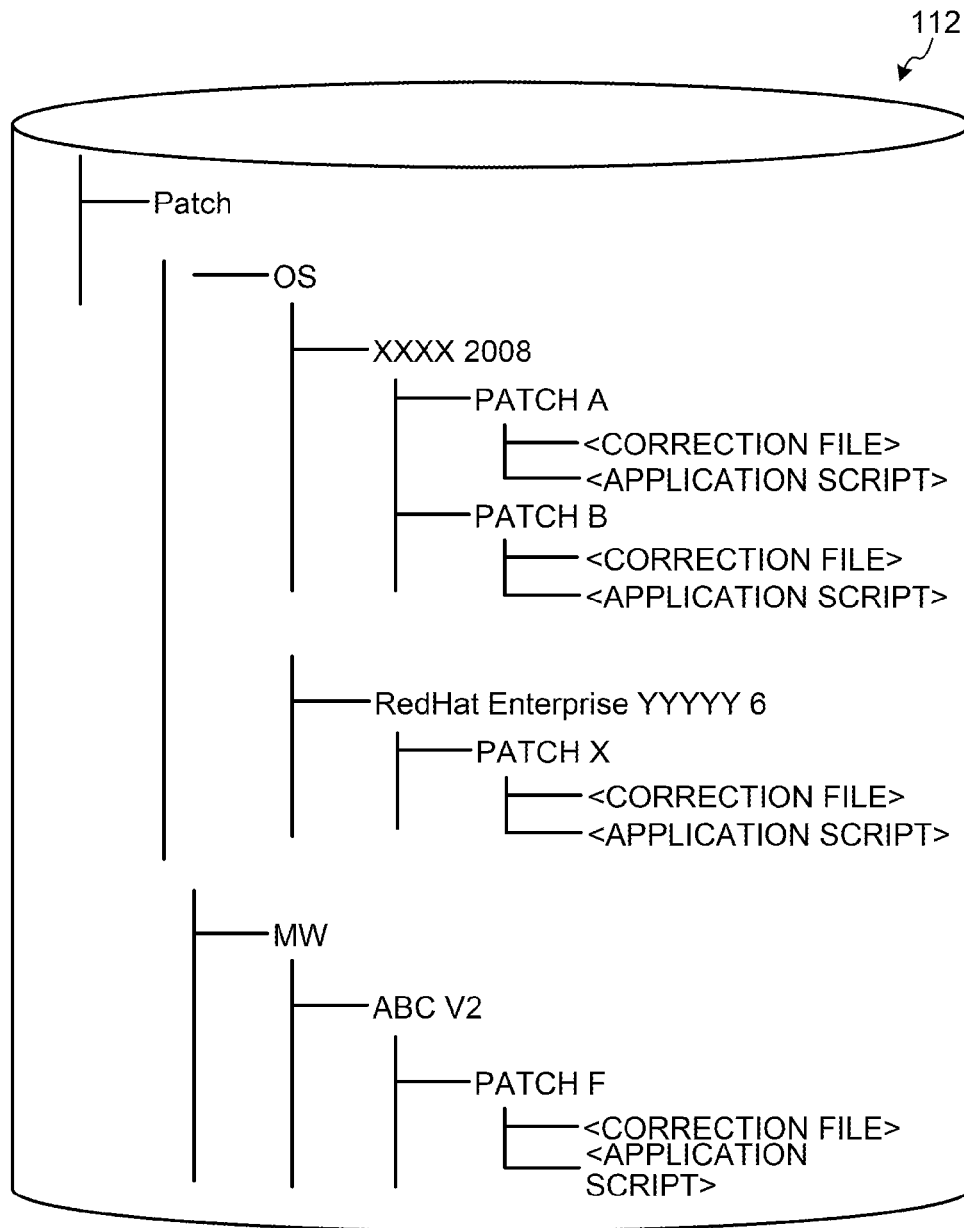 112
Patch
OS
XXXX 2008
PATCH A
<CORRECTION FILE>
<APPLICATION SCRIPT>
PATCH B
<CORRECTION FILE>
<APPLICATION SCRIPT>
RedHat Enterprise YYYYY 6
PATCH X
<CORRECTION FILE>
<APPLICATION SCRIPT>
MW
ABC V2
PATCH F
<CORRECTION FILE>
<APPLICATION
SCRIPT>